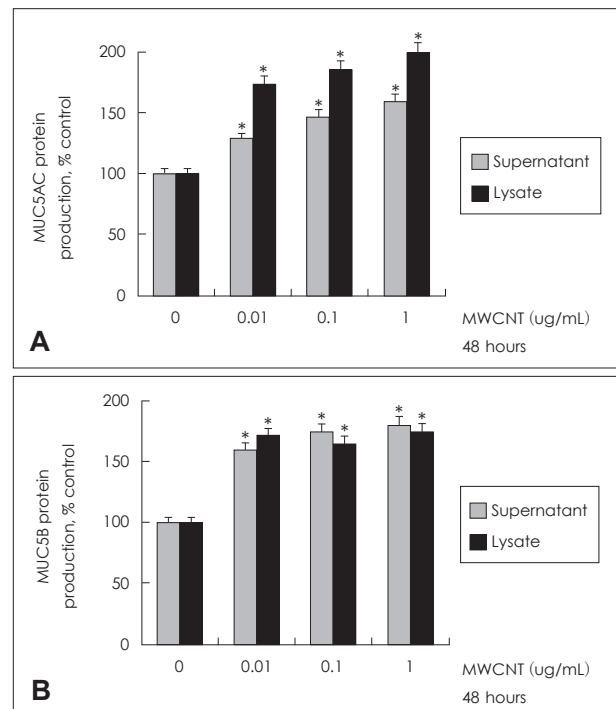 MUC5AC protein
production, % control
200
150
100
50
0
* * * * * *
0 0.01 0.1 1
MWCNT (ug/mL)
48 hours
Supernatant
Lysate
A
MUC5B protein
production, % control
200
150
100
50
0
* * * * * *
0 0.01 0.1 1
MWCNT (ug/mL)
48 hours
Supernatant
Lysate
B